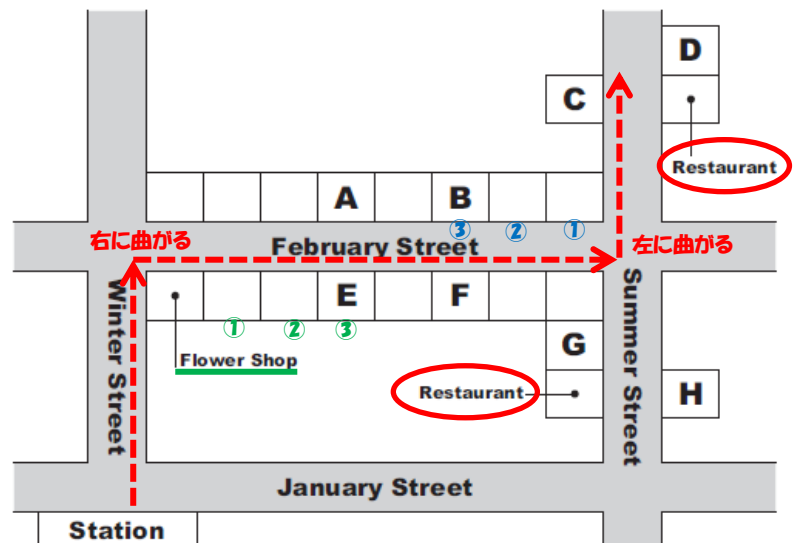 D
C
Restaurant
A
B
③
②
①
右に曲がる
February Street
左に曲がる
Winter Street
E
F
①
②
③
Flower Shop
Summer Street
G
Restaurant
H
January Street
Station